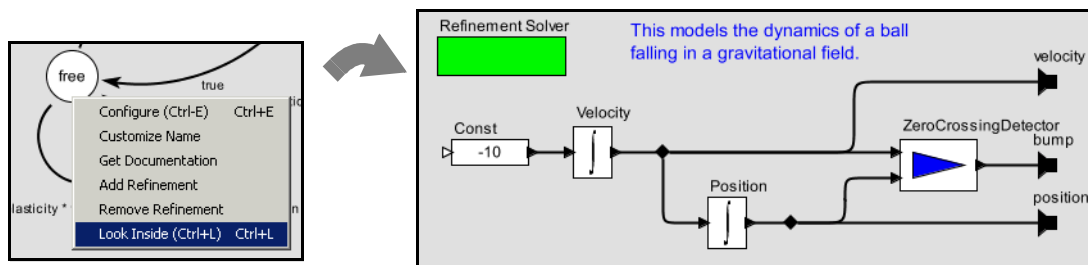 free
true
Configure (Ctrl-E) Ctrl+E
Customize Name
Get Documentation
Add Refinement
Remove Refinement
Look Inside (Ctrl+L) Ctrl+L
lasticity *
n
Refinement Solver
This models the dynamics of a ball
falling in a gravitational field.
velocity
Const
-10
Velocity
∫
ZeroCrossingDetector
bump
Position
∫
position